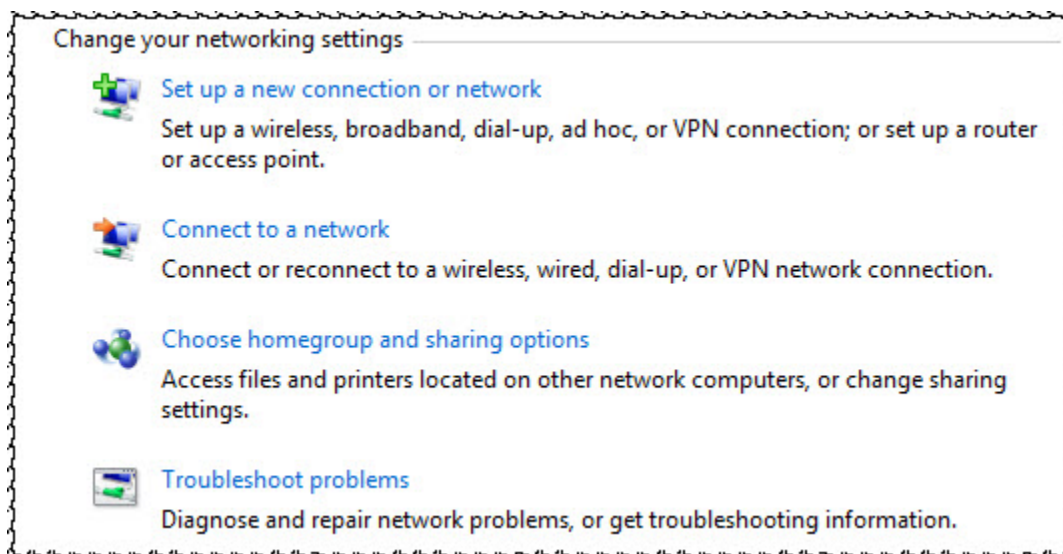 Change your networking settings
Set up a new connection or network
Set up a wireless, broadband, dial-up, ad hoc, or VPN connection; or set up a router
or access point.
Connect to a network
Connect or reconnect to a wireless, wired, dial-up, or VPN network connection.
Choose homegroup and sharing options
Access files and printers located on other network computers, or change sharing
settings.
Troubleshoot problems
Diagnose and repair network problems, or get troubleshooting information.